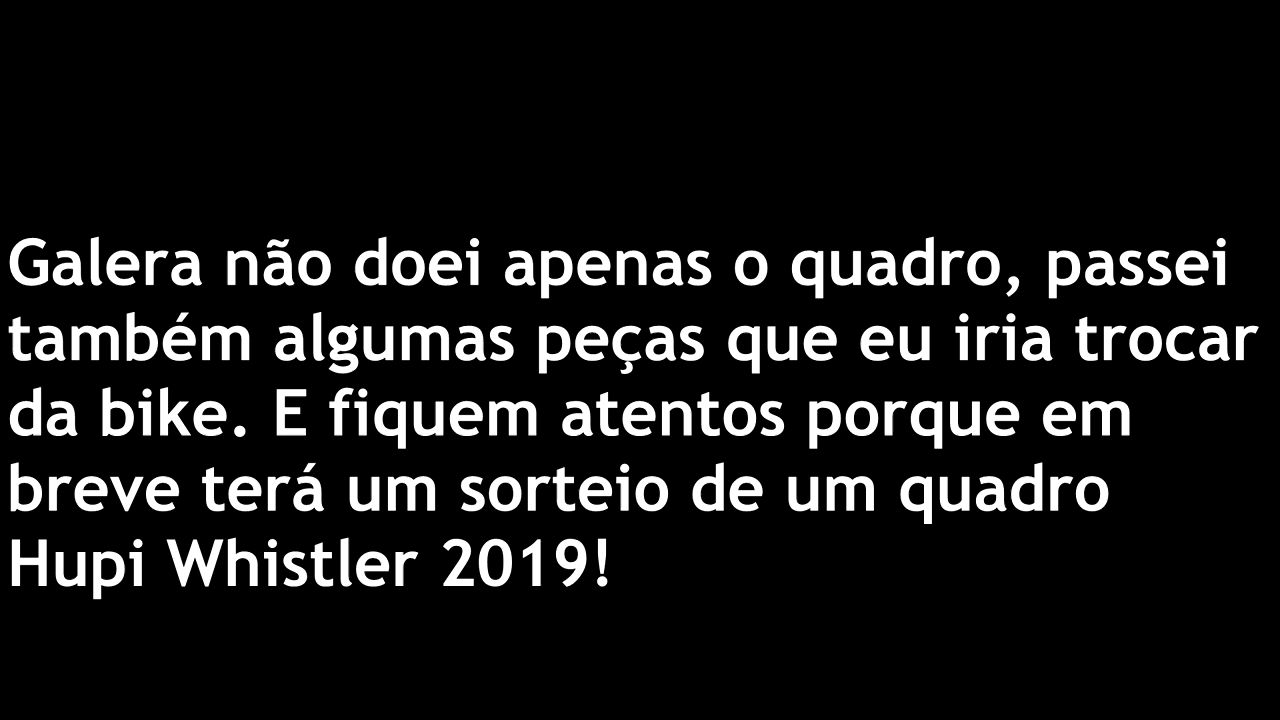 Galera não doei apenas o quadro, passei
também algumas peças que eu iria trocar
da bike. E fiquem atentos porque em
breve terá um sorteio de um quadro
Hupi Whistler 2019!